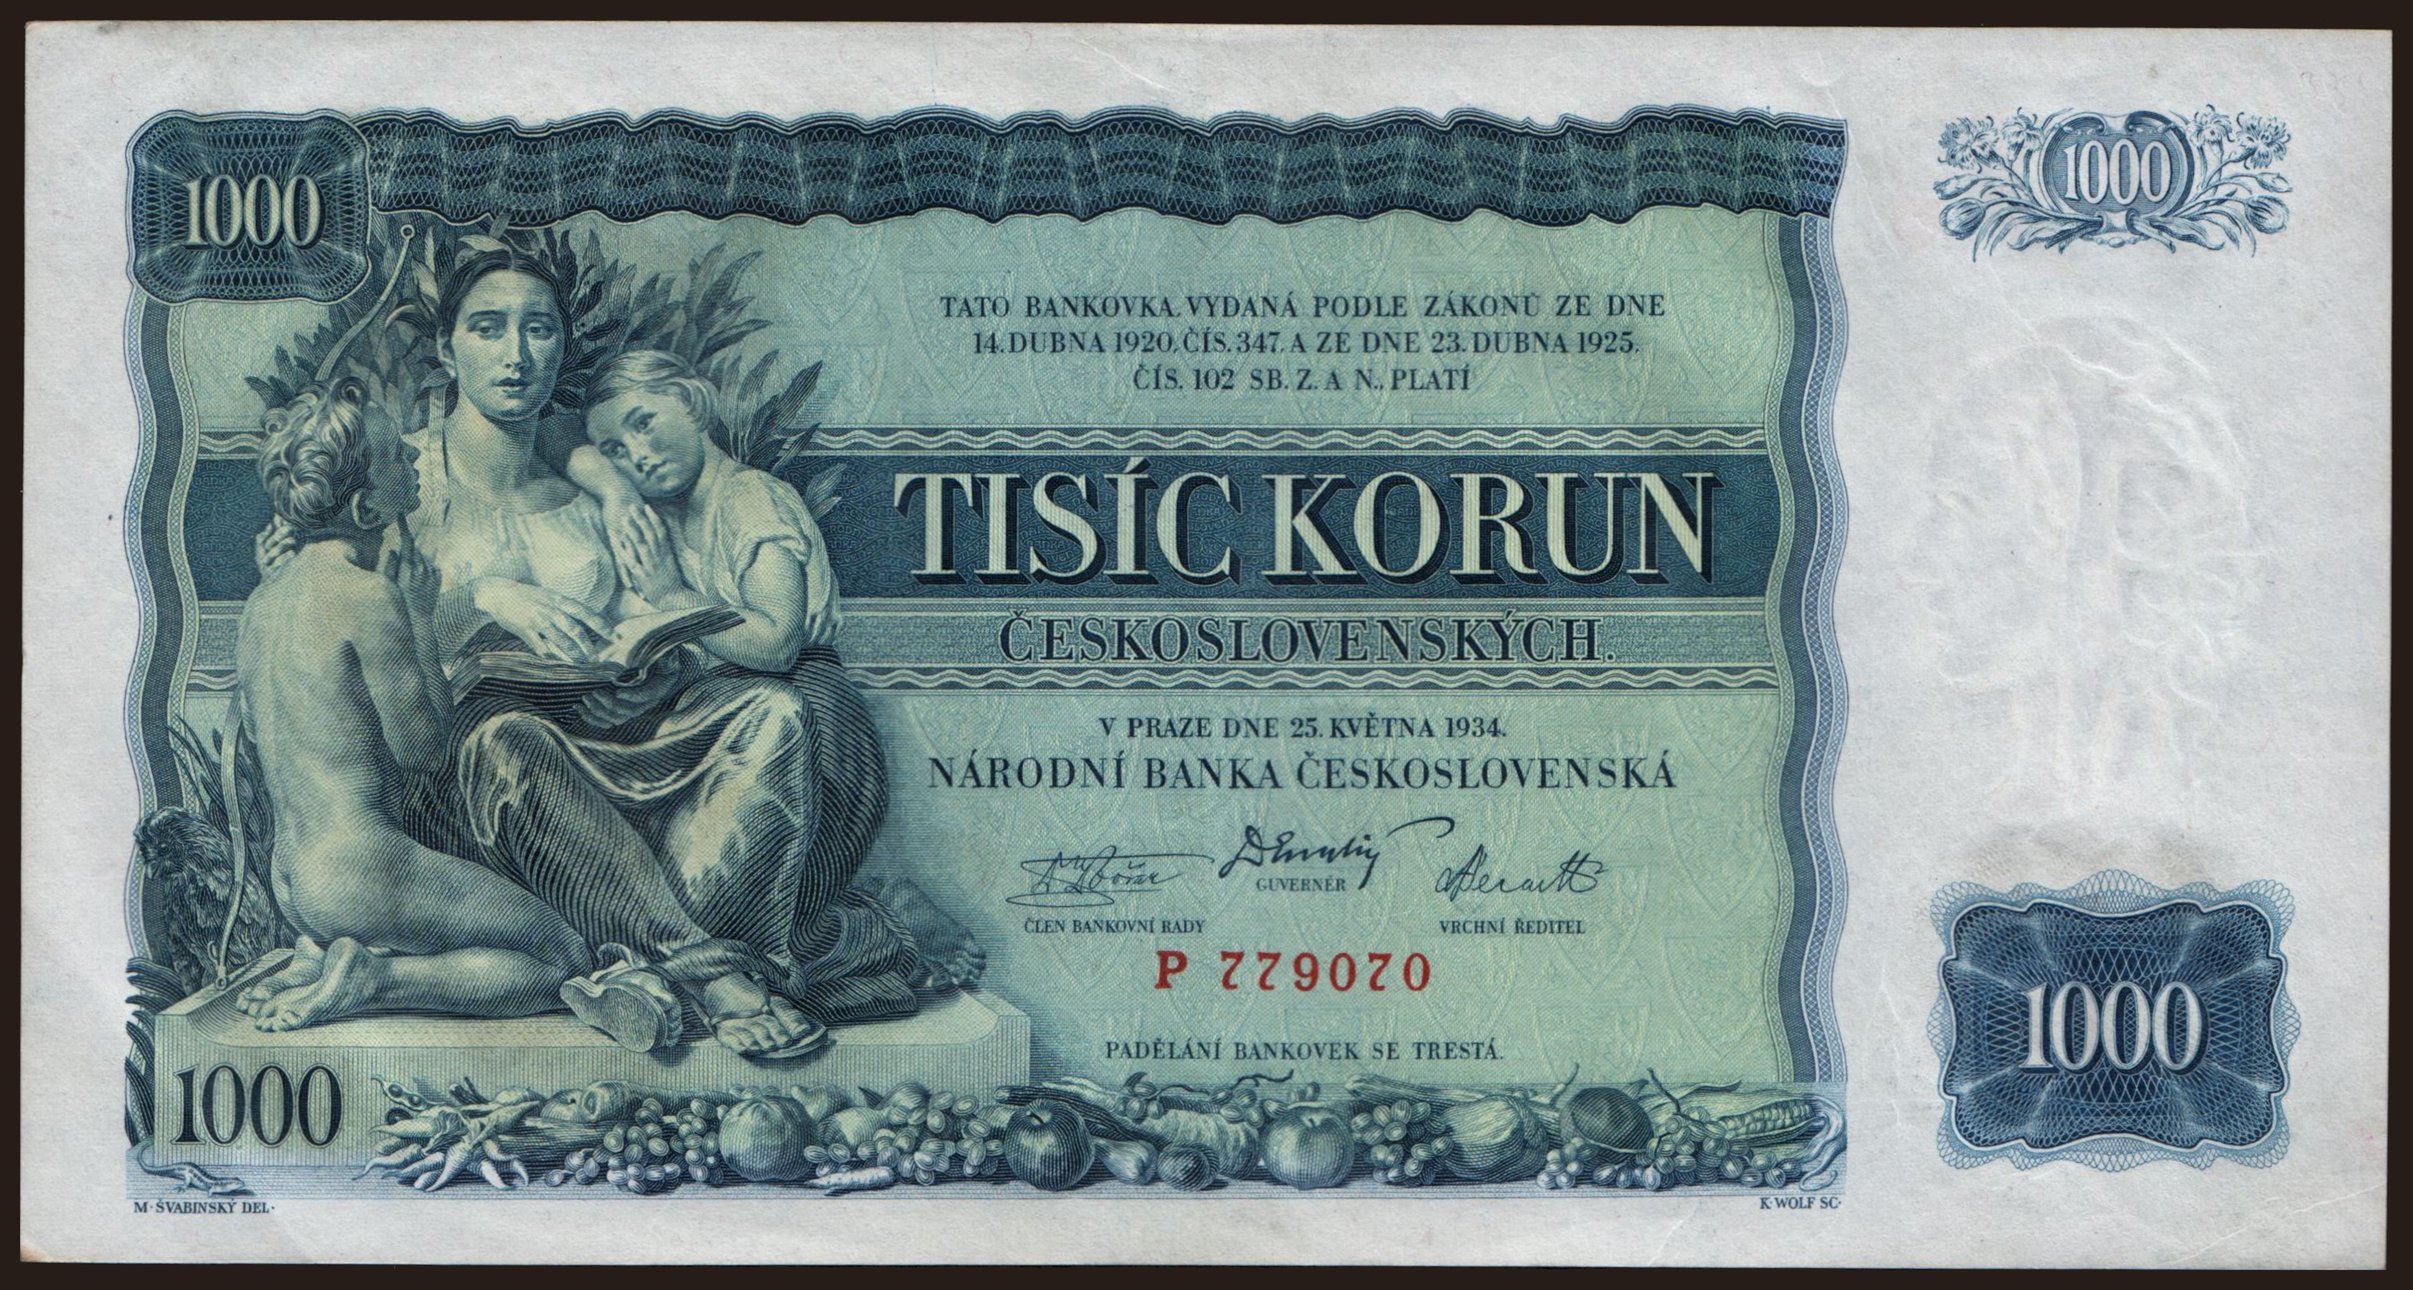 1000
1000
TATO BANKOVKA, VYDANÁ PODLE ZÁKONŮ ZE DNE
14. DUBNA 1920, ČÍS. 347, A ZE DNE 23. DUBNA 1925,
ČÍS. 102 SB. Z. A N., PLATÍ
TISÍC KORUN
ČESKOSLOVENSKÝCH.
V PRAZE DNE 25. KVĚTNA 1934.
NÁRODNÍ BANKA ČESKOSLOVENSKÁ
GUVERNÉR
ČLEN BANKOVNÍ RADY
VRCHNÍ ŘEDITEL
P 779070
PADĚLÁNÍ BANKOVEK SE TRESTÁ.
1000
1000
M·ŠVABINSKÝ DEL·
K·WOLF SC·